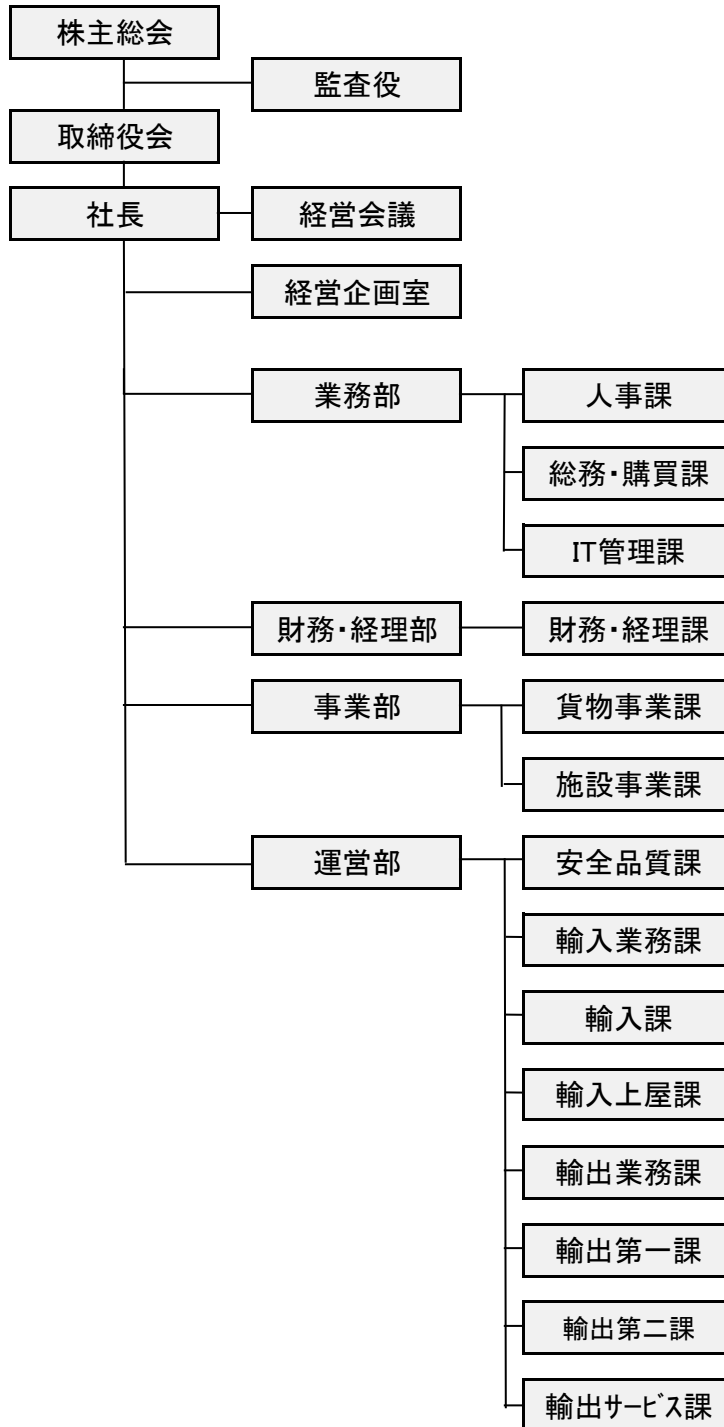 株主総会
監査役
取締役会
社長
経営会議
経営企画室
業務部
人事課
総務・購買課
IT管理課
財務・経理部
財務・経理課
事業部
貨物事業課
施設事業課
運営部
安全品質課
輸入業務課
輸入課
輸入上屋課
輸出業務課
輸出第一課
輸出第二課
輸出ｻｰﾋﾞｽ課